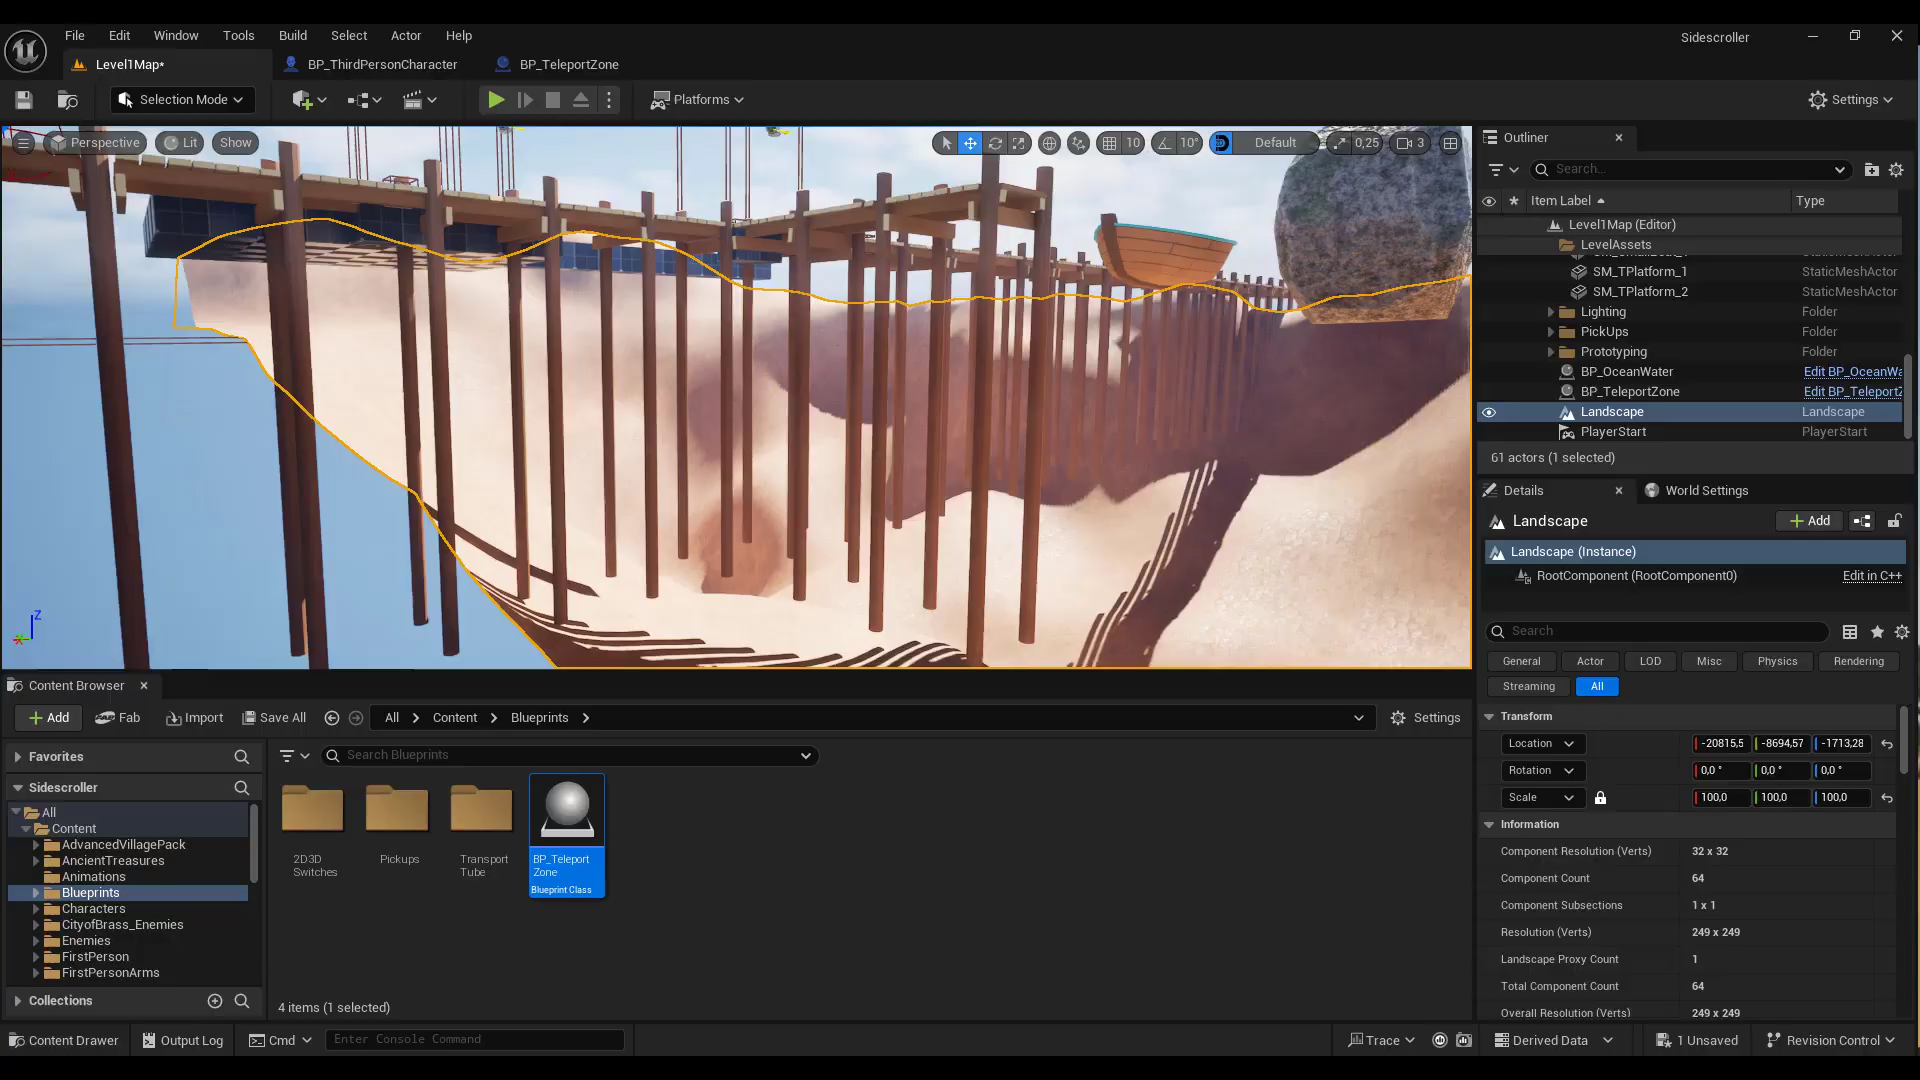 File Edit Window Tools Build Select Actor Help
Sidescroller
Level1Map*
BP_ThirdPersonCharacter
BP_TeleportZone
Selection Mode
Platforms
Settings
Perspective
Lit
Show
10
10°
Default
0,25
3
Outliner
Search...
Item Label
Type
Level1Map (Editor)
LevelAssets
SM_TPlatform_1 StaticMeshActor
SM_TPlatform_2 StaticMeshActor
Lighting Folder
PickUps Folder
Prototyping Folder
BP_OceanWater Edit BP_OceanWa
BP_TeleportZone Edit BP_TeleportZ
Landscape Landscape
PlayerStart PlayerStart
61 actors (1 selected)
Details
World Settings
Landscape
Add
Landscape (Instance)
RootComponent (RootComponent0) Edit in C++
Search
General Actor LOD Misc Physics Rendering
Streaming All
Transform
Location -20815,5 -8694,57 -1713,28
Rotation 0,0 ° 0,0 ° 0,0 °
Scale 100,0 100,0 100,0
Information
Component Resolution (Verts) 32 x 32
Component Count 64
Component Subsections 1 x 1
Resolution (Verts) 249 x 249
Landscape Proxy Count 1
Total Component Count 64
Overall Resolution (Verts) 249 x 249
Z
Content Browser
Add Fab Import Save All All Content Blueprints Settings
Favorites
Search Blueprints
Sidescroller
All
Content
AdvancedVillagePack
AncientTreasures
Animations
Blueprints
Characters
CityofBrass_Enemies
Enemies
FirstPerson
FirstPersonArms
Collections
2D3D
Switches
Pickups
Transport
Tube
BP_Teleport
Zone
Blueprint Class
4 items (1 selected)
Content Drawer Output Log Cmd Enter Console Command Trace Derived Data 1 Unsaved Revision Control